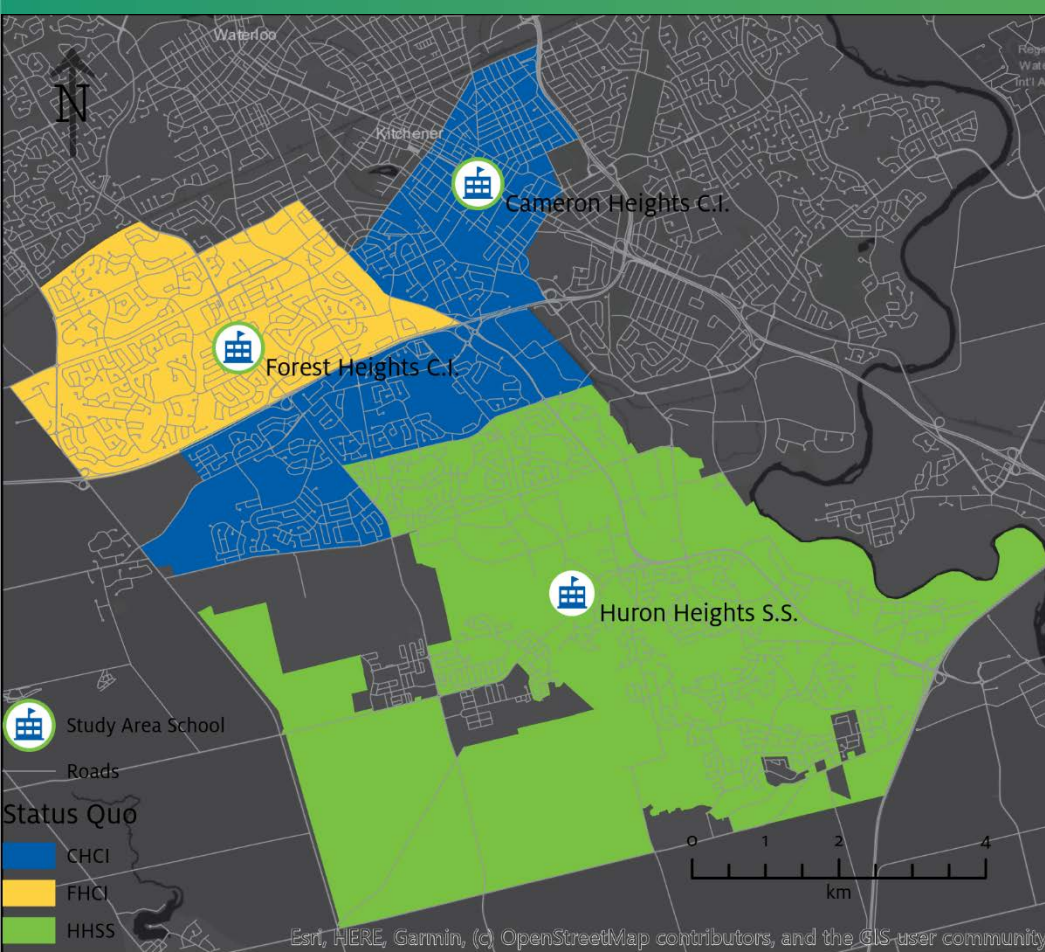 Waterloo
N
Kitchener
Cameron Heights C.I.
Forest Heights C.I.
Huron Heights S.S.
Study Area School
Roads
Status Quo
CHCI
FHCI
HHSS
0 1 2 4
km
Esri, HERE, Garmin, (c) OpenStreetMap contributors, and the GIS user community